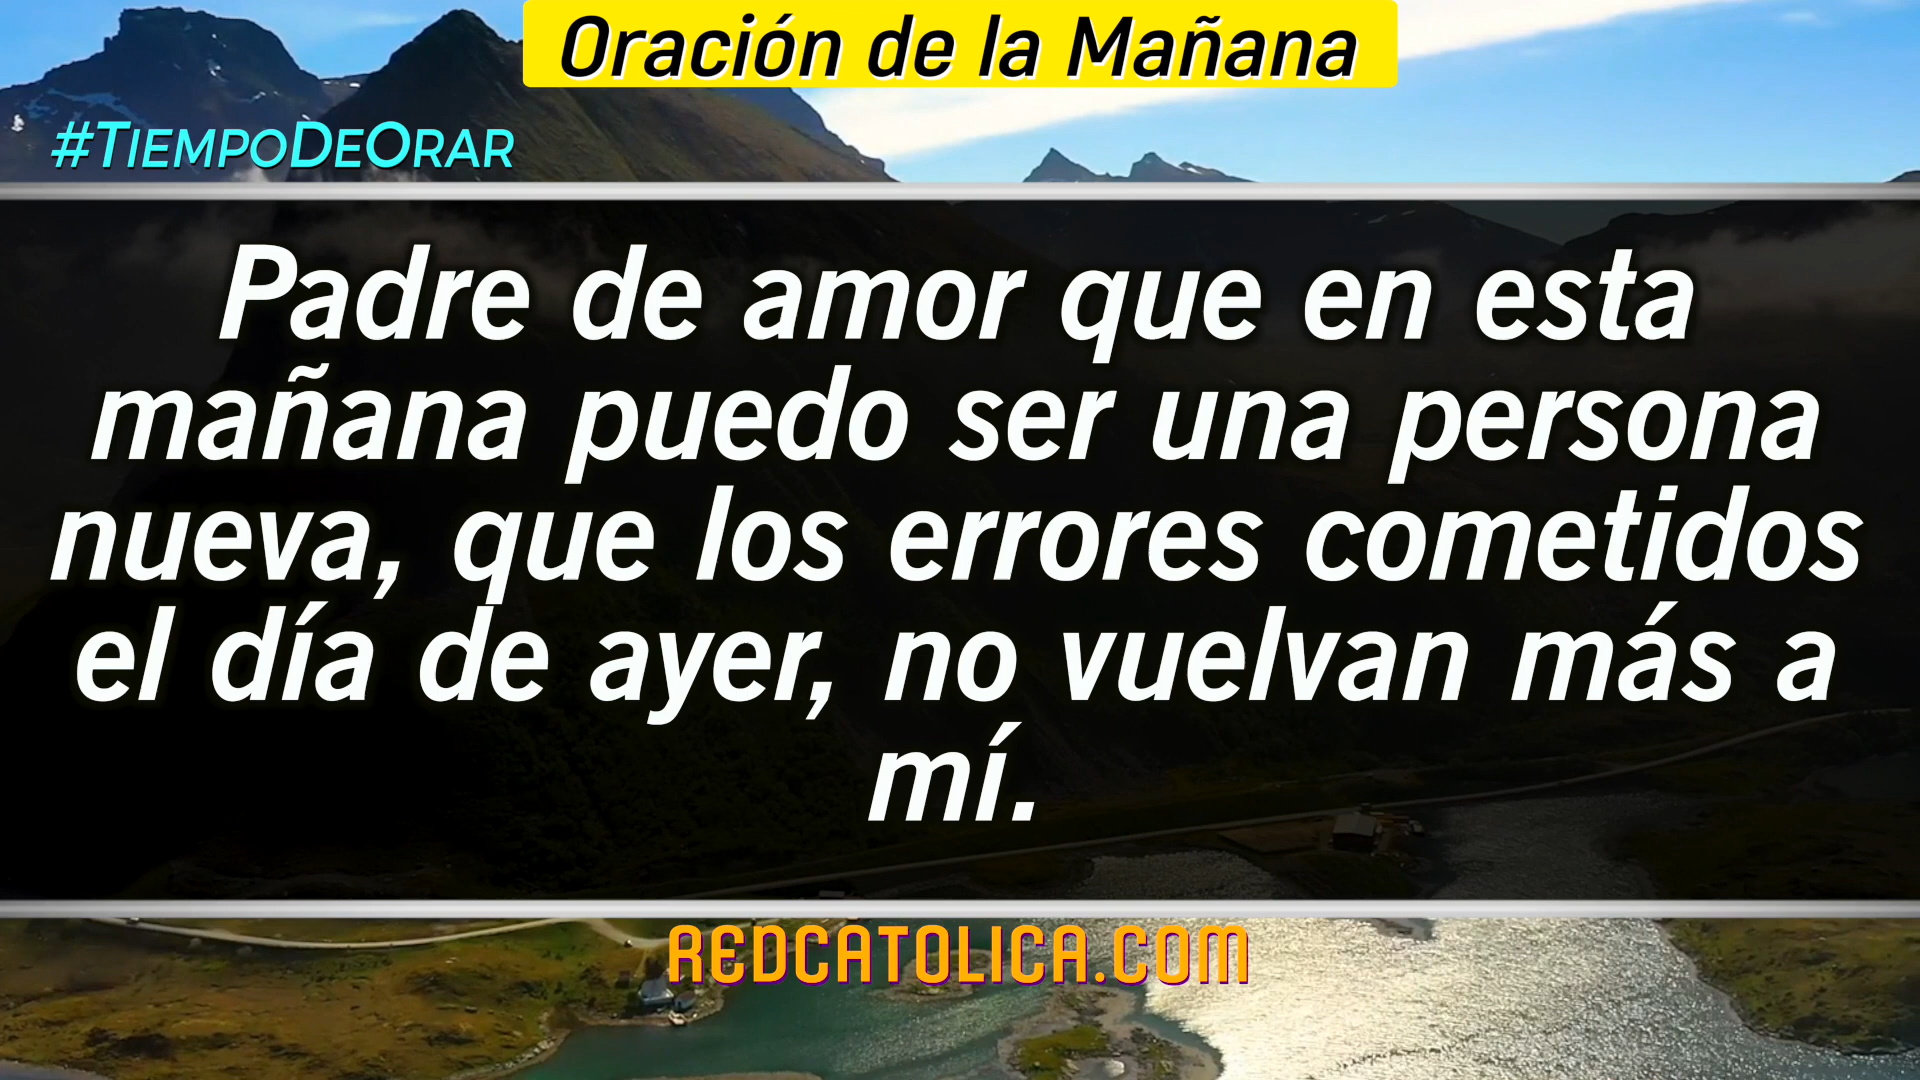 Oración de la Mañana
#TiempoDeOrar
Padre de amor que en esta
mañana puedo ser una persona
nueva, que los errores cometidos
el día de ayer, no vuelvan más a
mí.
REDCATOLICA.COM